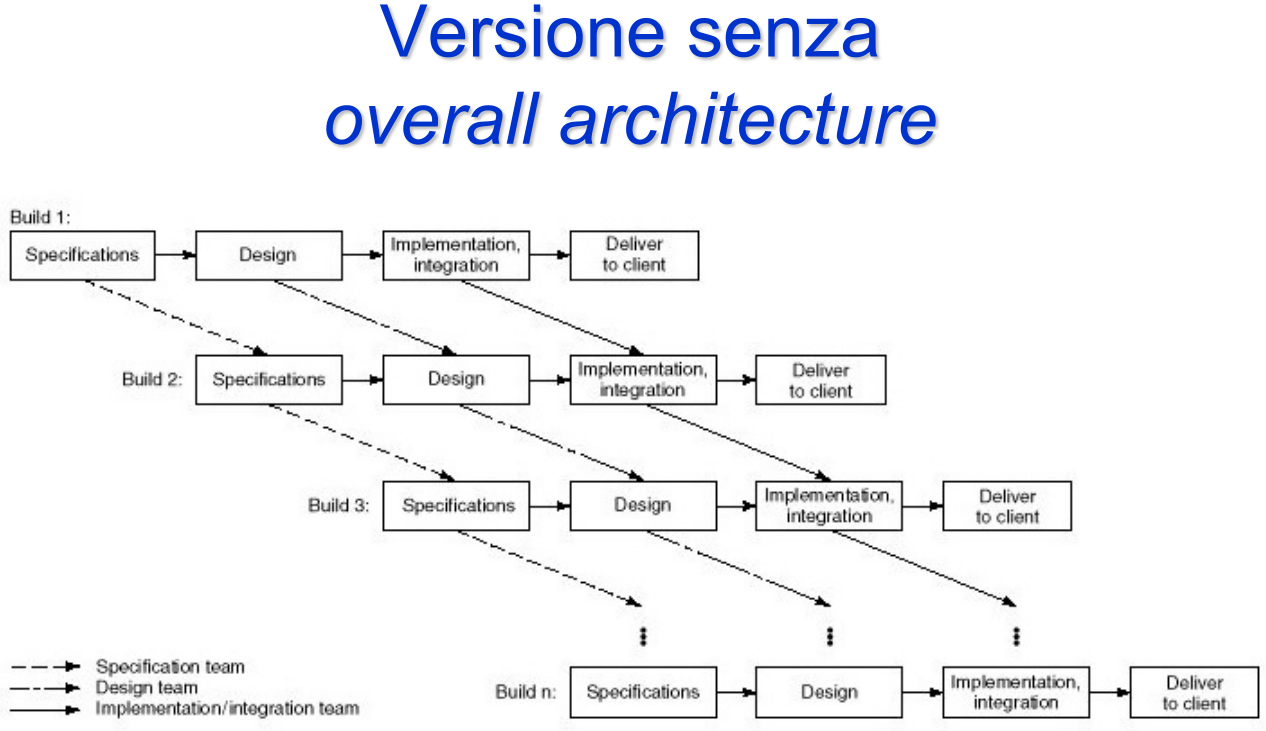 Versione senza
overall architecture
Build 1:
Specifications
Design
Implementation,
integration
Deliver
to client
Build 2:
Specifications
Design
Implementation,
integration
Deliver
to client
Build 3:
Specifications
Design
Implementation,
integration
Deliver
to client
Specification team
Design team
Implementation/integration team
Build n:
Specifications
Design
Implementation,
integration
Deliver
to client